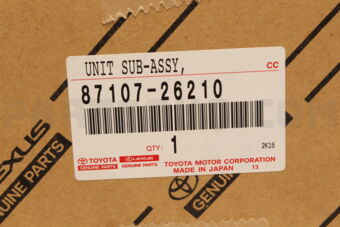 UNIT SUB-ASSY,
CC
87107-26210
QTY:
1
2K16
TOYOTA
GENUINE PARTS
LEXUS
GENUINE PARTS
TOYOTA MOTOR CORPORATION
MADE IN JAPAN
13
LEXUS
GENUINE PARTS
GENUINE